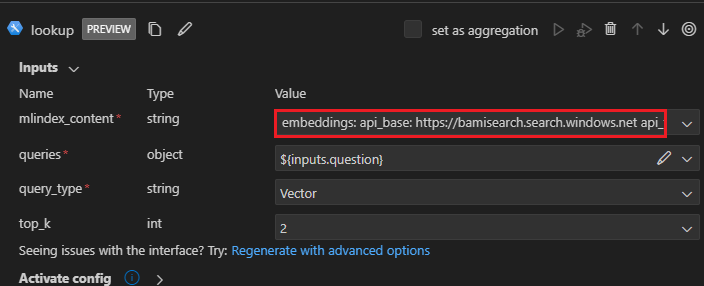 lookup PREVIEW set as aggregation
Inputs
Name Type Value
mlindex_content* string embeddings: api_base: https://bamisearch.search.windows.net api_
queries* object ${inputs.question}
query_type* string Vector
top_k int 2
Seeing issues with the interface? Try: Regenerate with advanced options
Activate config